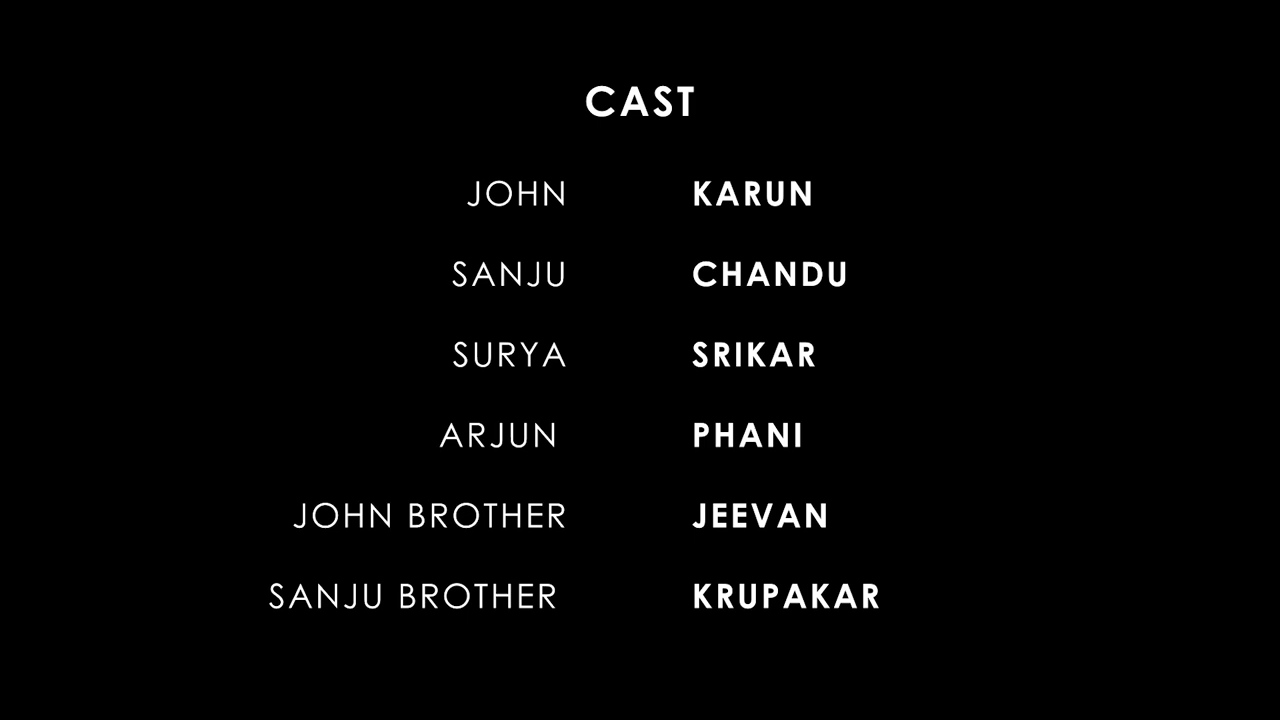 CAST
JOHN KARUN
SANJU CHANDU
SURYA SRIKAR
ARJUN PHANI
JOHN BROTHER JEEVAN
SANJU BROTHER KRUPAKAR